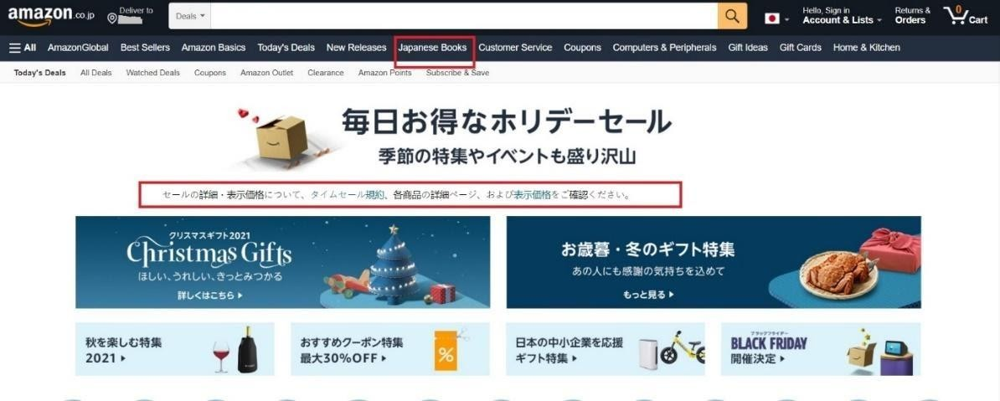 amazon.co.jp
Deliver to
Deals
Hello, Sign in
Account & Lists
Returns &
Orders
0
Cart
All AmazonGlobal Best Sellers Amazon Basics Today's Deals New Releases Japanese Books Customer Service Coupons Computers & Peripherals Gift Ideas Gift Cards Home & Kitchen
Today's Deals All Deals Watched Deals Coupons Amazon Outlet Clearance Amazon Points Subscribe & Save
毎日お得なホリデーセール
季節の特集やイベントも盛り沢山
セールの詳細・表示価格について、タイムセール規約、各商品の詳細ページ、および表示価格をご確認ください。
クリスマスギフト2021
Christmas Gifts
ほしい、うれしい、きっとみつかる
詳しくはこちら
お歳暮・冬のギフト特集
あの人にも感謝の気持ちを込めて
もっと見る
秋を楽しむ特集
2021
おすすめクーポン特集
最大30%OFF
%
日本の中小企業を応援
ギフト特集
ブラックフライデー
BLACK FRIDAY
開催決定